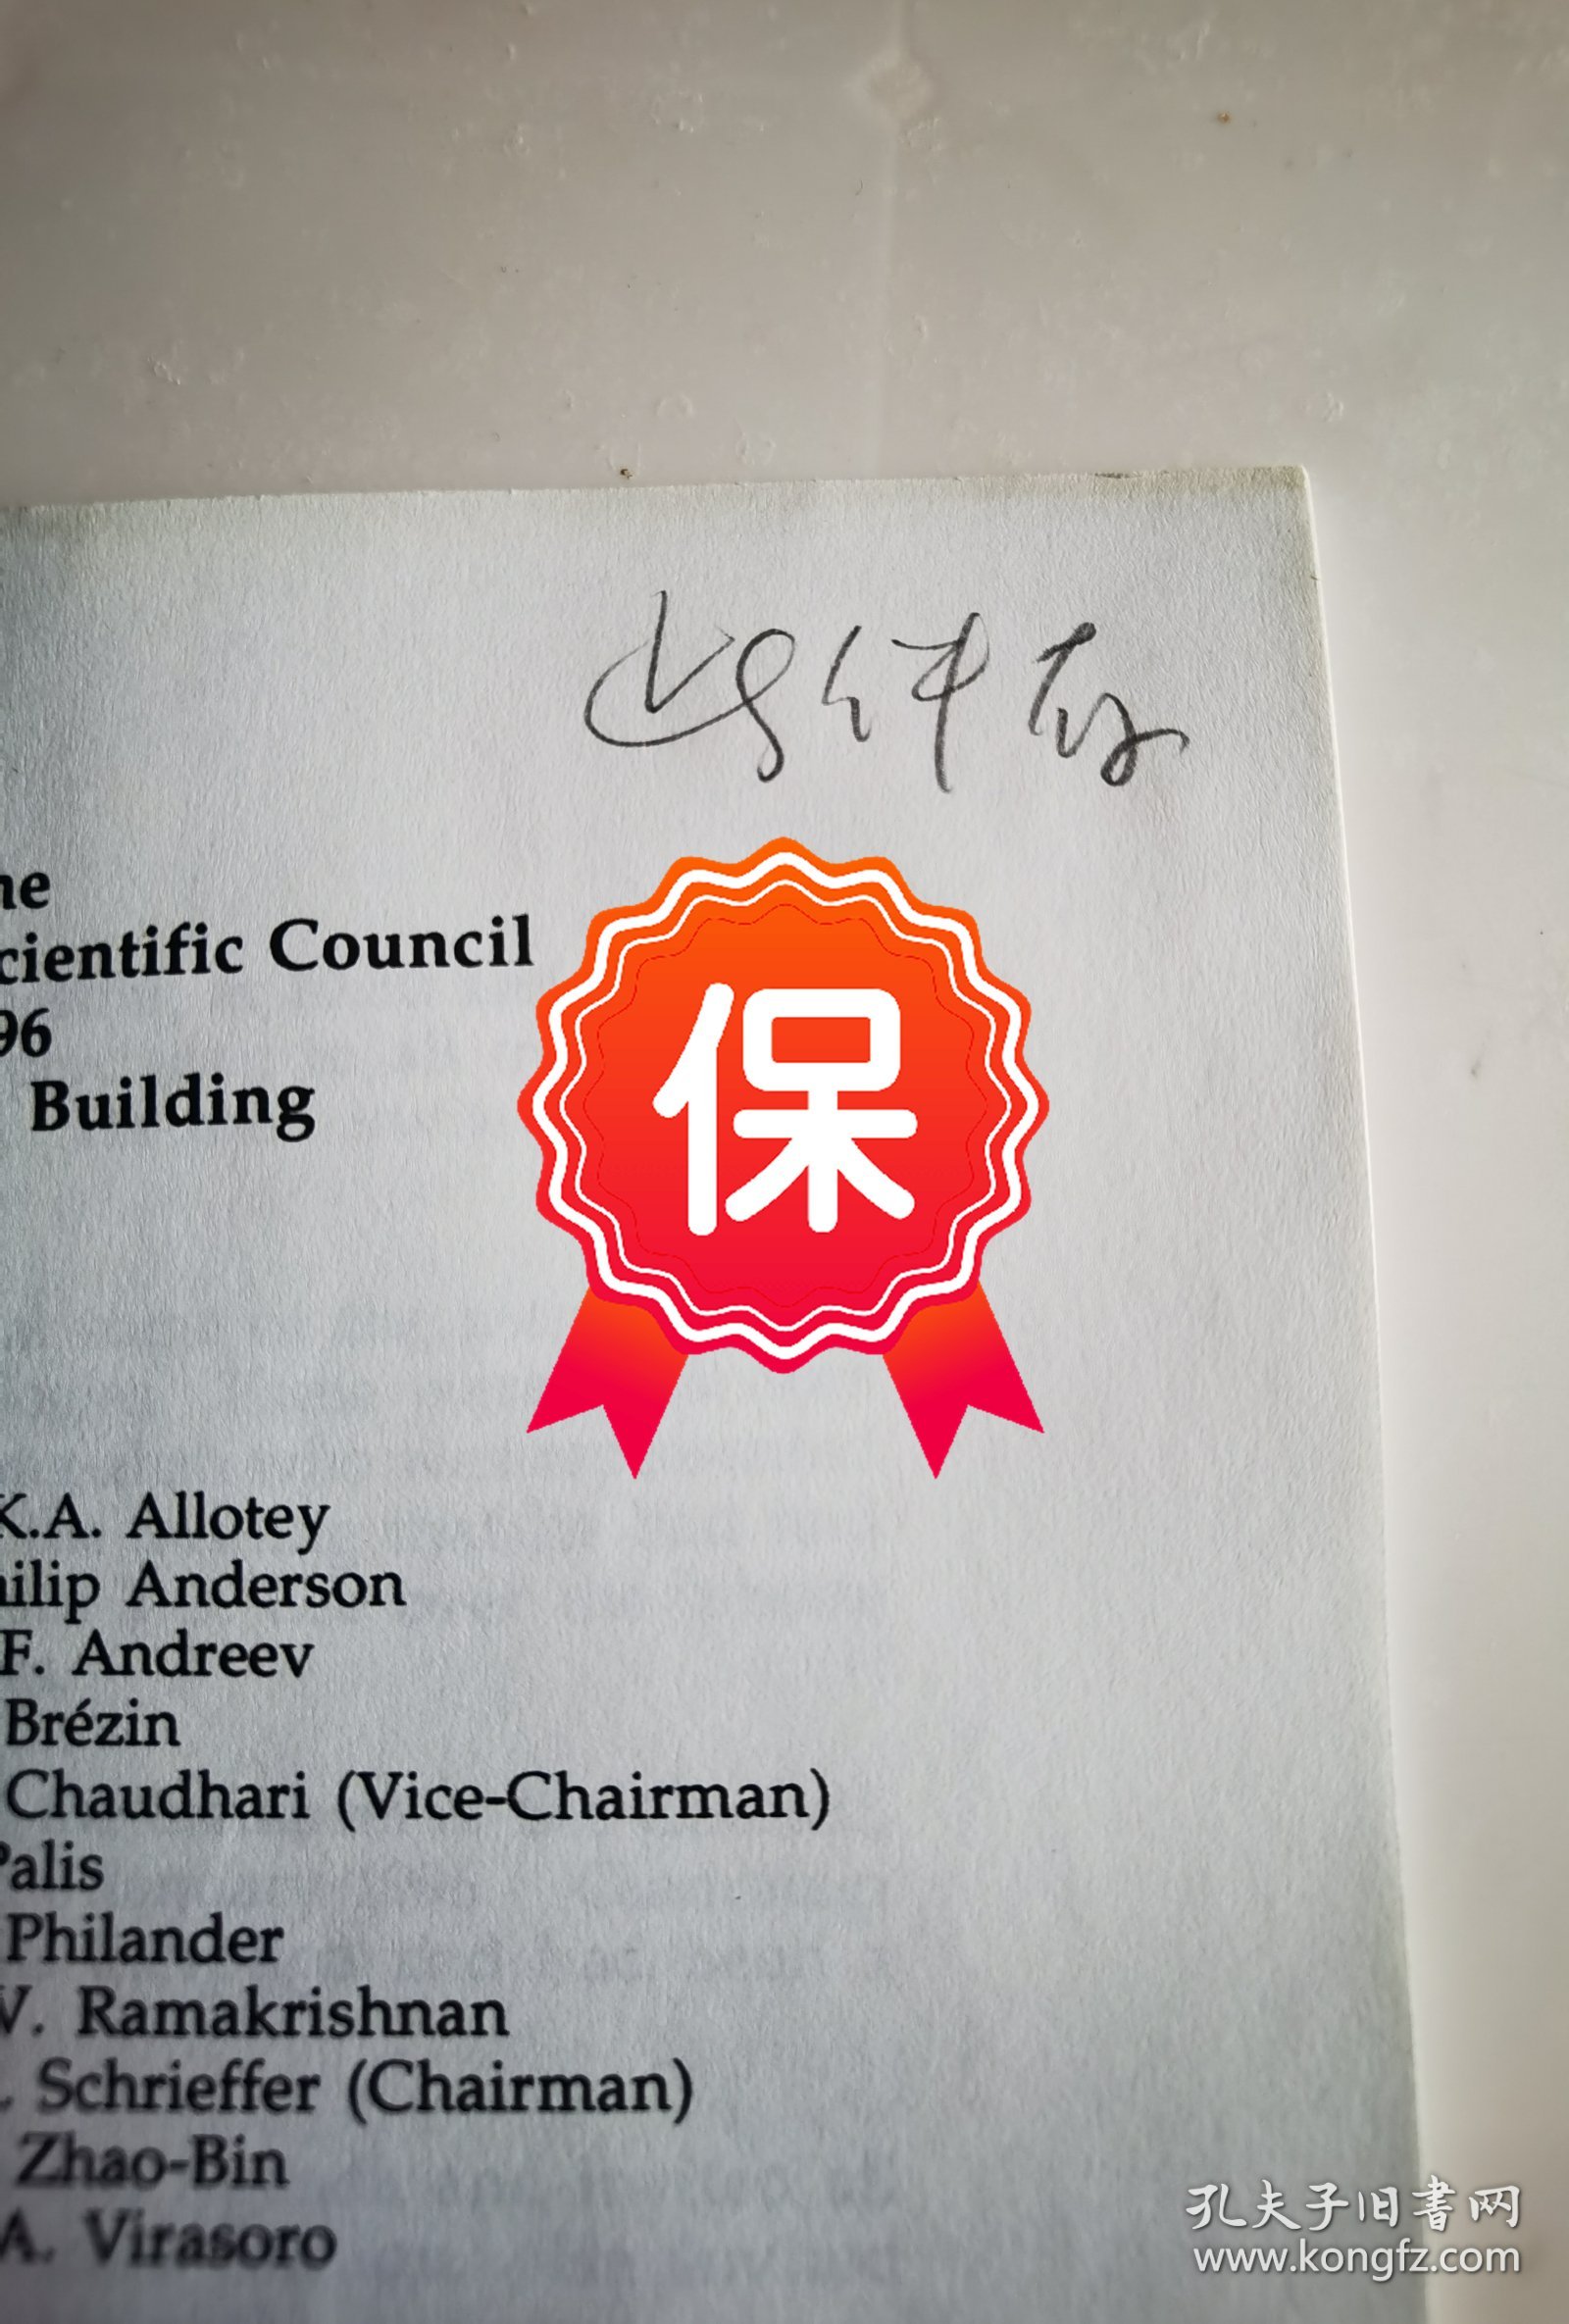 he
cientific Council
96
Building
保
K.A. Allotey
hilip Anderson
F. Andreev
Brézin
Chaudhari (Vice-Chairman)
Palis
Philander
V. Ramakrishnan
. Schrieffer (Chairman)
Zhao-Bin
A. Virasoro
孔夫子旧书网
www.kongfz.com